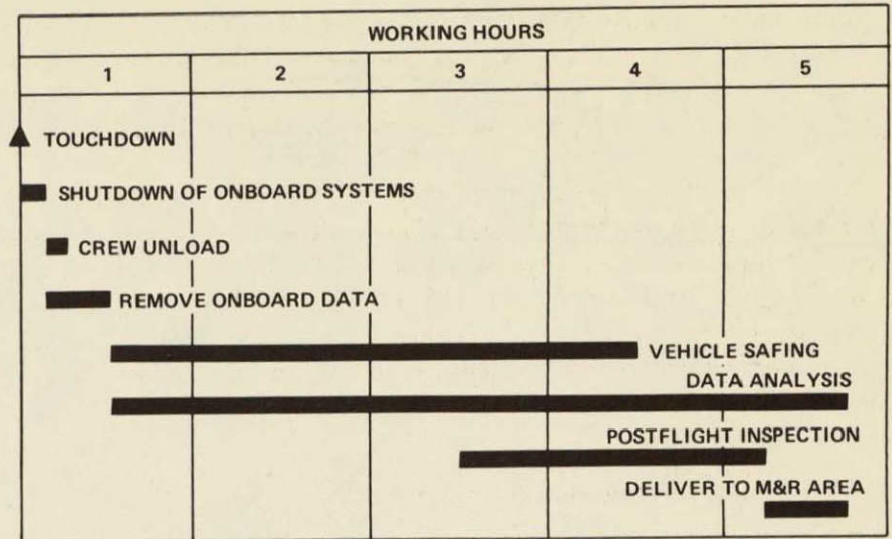 WORKING HOURS
1 2 3 4 5
TOUCHDOWN
SHUTDOWN OF ONBOARD SYSTEMS
CREW UNLOAD
REMOVE ONBOARD DATA
VEHICLE SAFING
DATA ANALYSIS
POSTFLIGHT INSPECTION
DELIVER TO M&R AREA